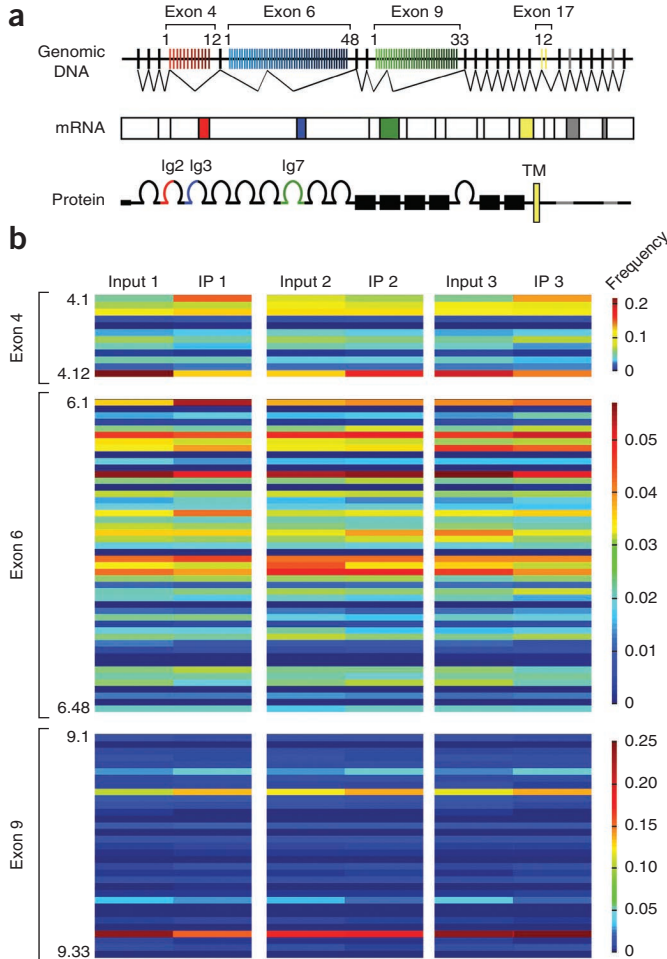 a
Exon 4 Exon 6 Exon 9 Exon 17
1 12 1 48 1 33 12
Genomic
DNA
mRNA
Ig2 Ig3 Ig7 TM
Protein
b
Frequency
Input 1 IP 1 Input 2 IP 2 Input 3 IP 3
Exon 4
4.1
4.12
0.2
0.1
0
Exon 6
6.1
6.48
0.05
0.04
0.03
0.02
0.01
0
Exon 9
9.1
9.33
0.25
0.20
0.15
0.10
0.05
0